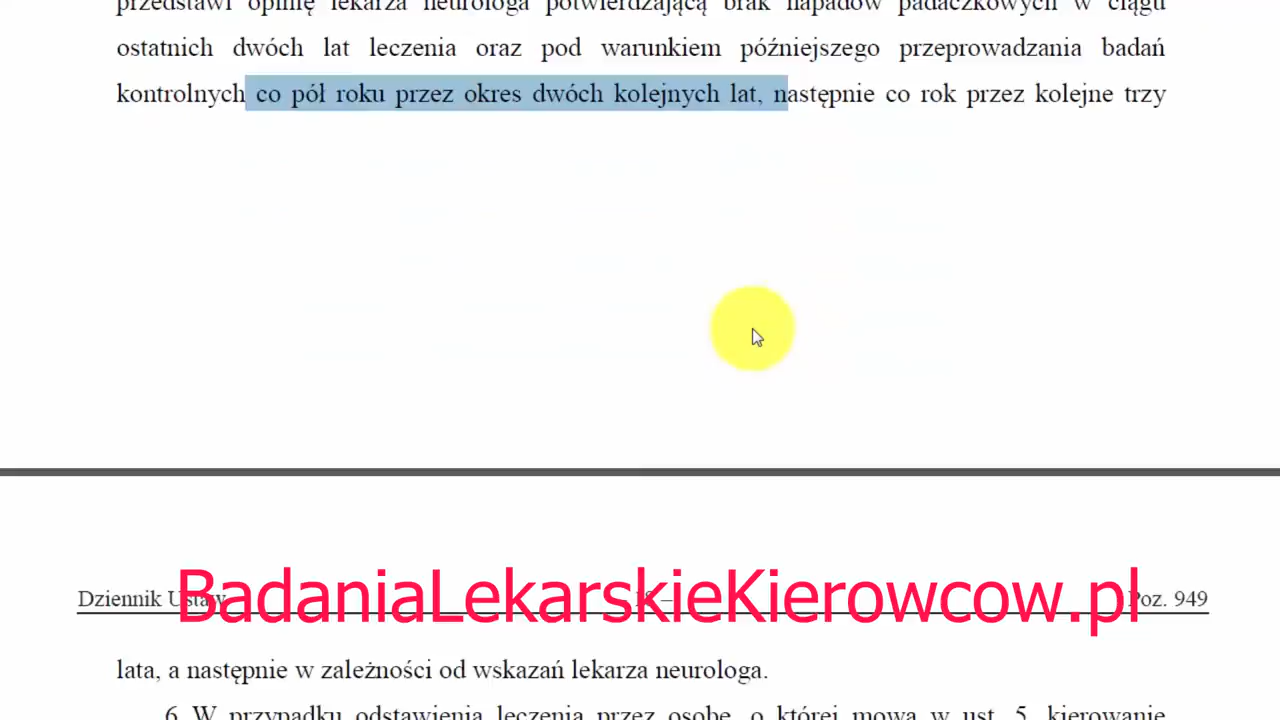 przedstawi opinię lekarza neurologa potwierdzającą brak napadów padaczkowych w ciągu
ostatnich dwóch lat leczenia oraz pod warunkiem późniejszego przeprowadzania badań
kontrolnych co pół roku przez okres dwóch kolejnych lat, następnie co rok przez kolejne trzy
Dziennik Ustaw Poz. 949
BadaniaLekarskieKierowcow.pl
lata, a następnie w zależności od wskazań lekarza neurologa.
6. W przypadku odstawienia leczenia przez osobę, o której mowa w ust. 5, kierowanie